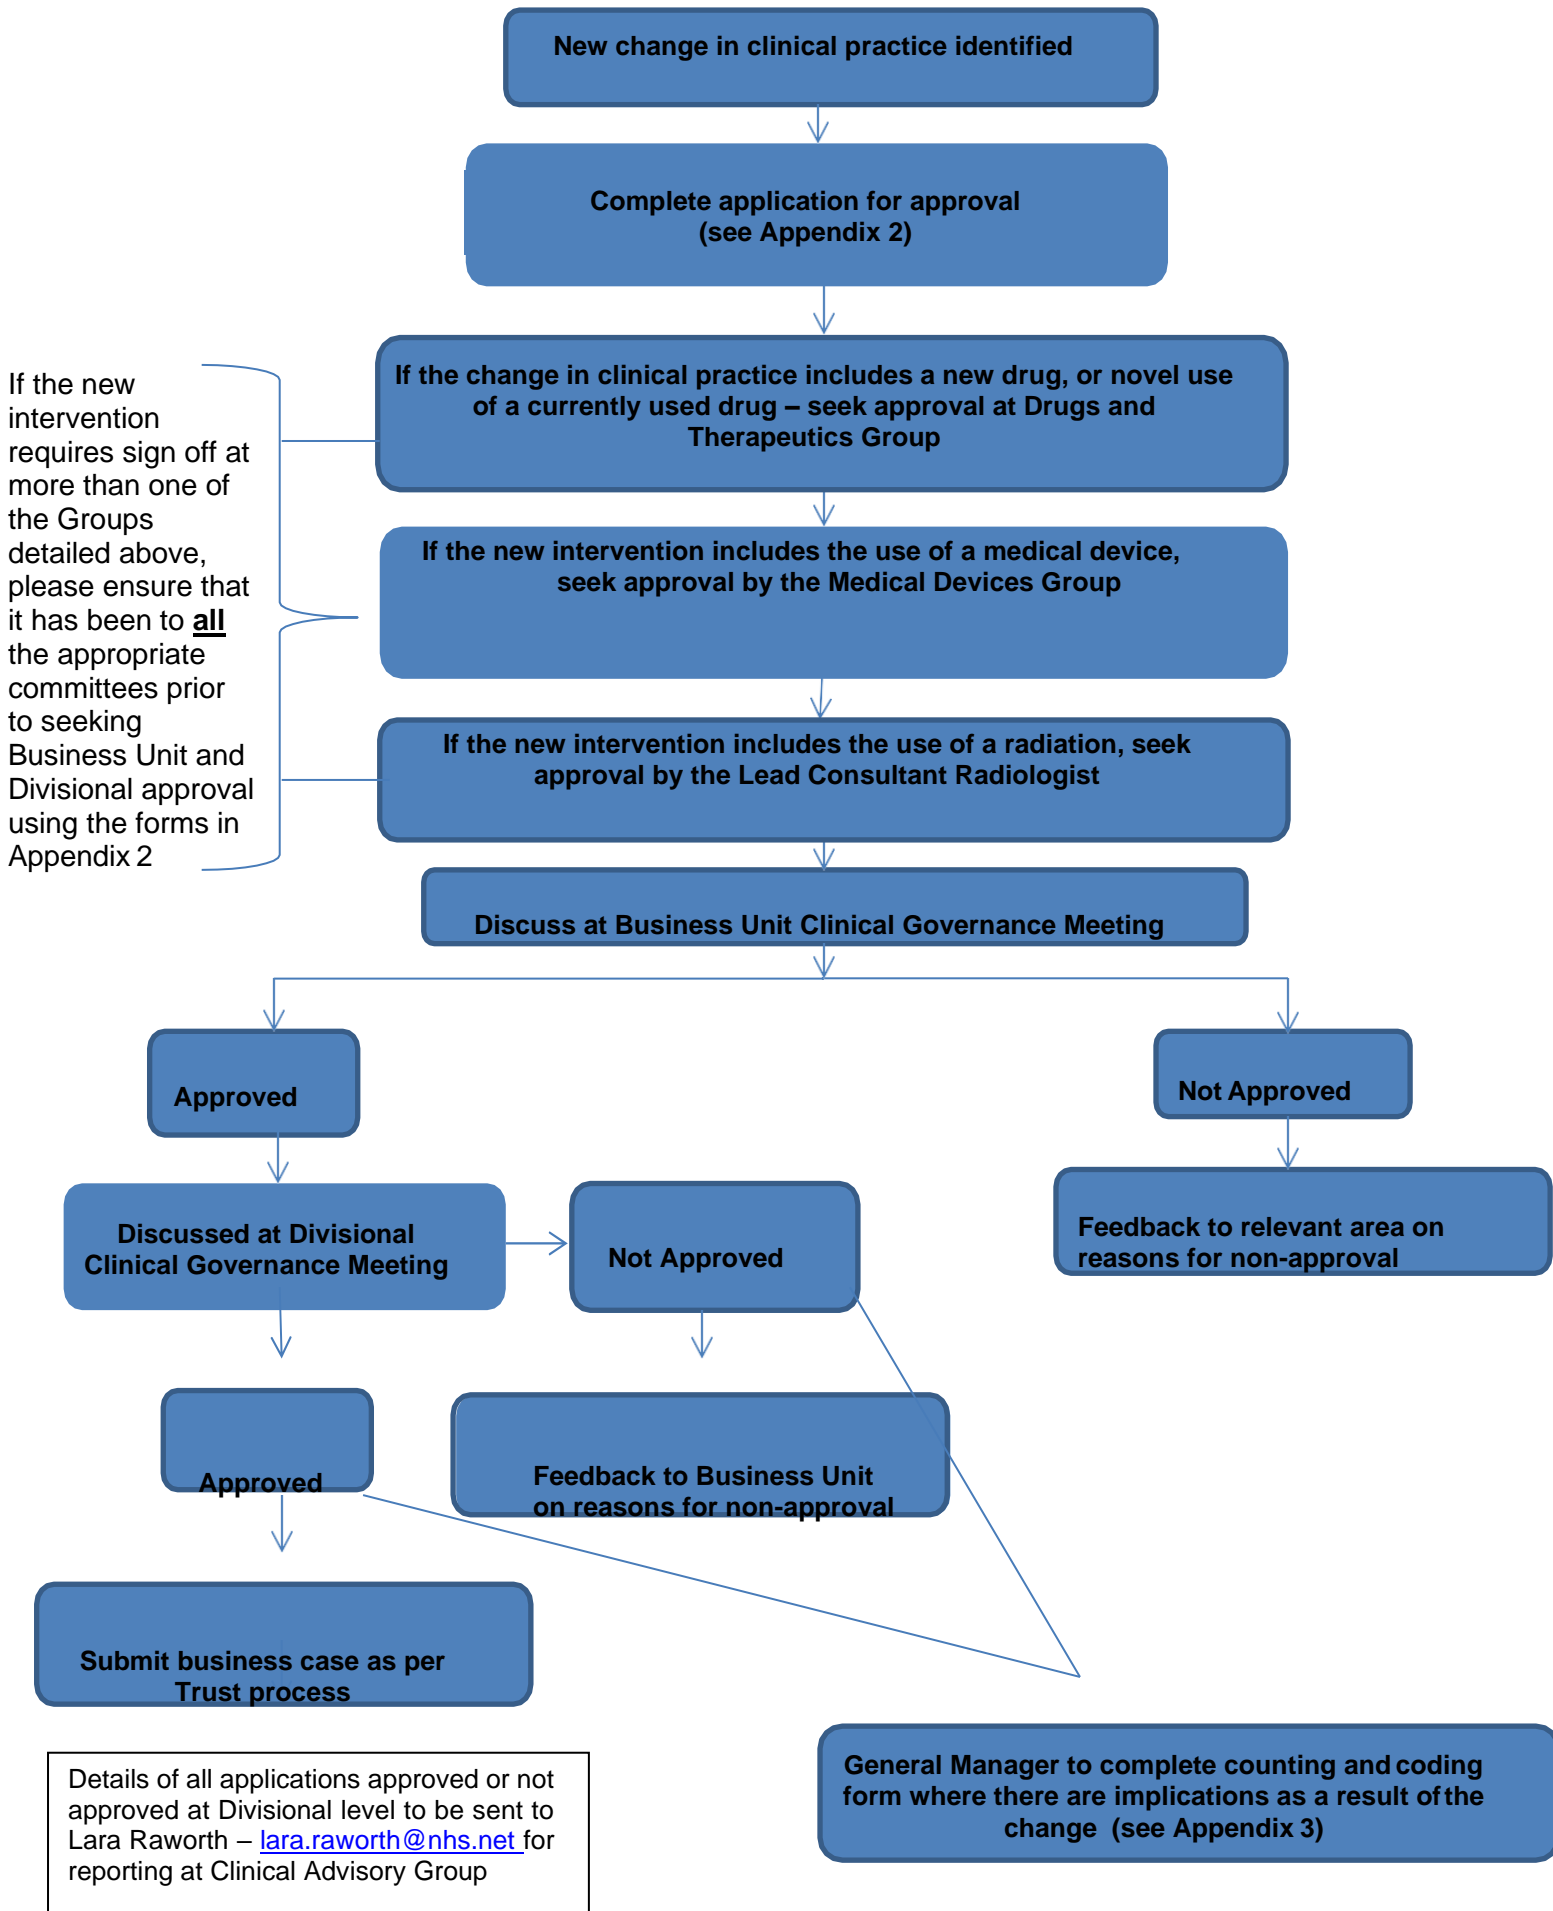 New change in clinical practice identified
Complete application for approval
(see Appendix 2)
If the change in clinical practice includes a new drug, or novel use
of a currently used drug – seek approval at Drugs and
Therapeutics Group
If the new
intervention
requires sign off at
more than one of
the Groups
detailed above,
please ensure that
it has been to all
the appropriate
committees prior
to seeking
Business Unit and
Divisional approval
using the forms in
Appendix 2
If the new intervention includes the use of a medical device,
seek approval by the Medical Devices Group
If the new intervention includes the use of a radiation, seek
approval by the Lead Consultant Radiologist
Discuss at Business Unit Clinical Governance Meeting
Approved
Not Approved
Discussed at Divisional
Clinical Governance Meeting
Not Approved
Feedback to relevant area on
reasons for non-approval
Approved
Feedback to Business Unit
on reasons for non-approval
Submit business case as per
Trust process
Details of all applications approved or not
approved at Divisional level to be sent to
Lara Raworth – lara.raworth@nhs.net for
reporting at Clinical Advisory Group
General Manager to complete counting and coding
form where there are implications as a result of the
change (see Appendix 3)